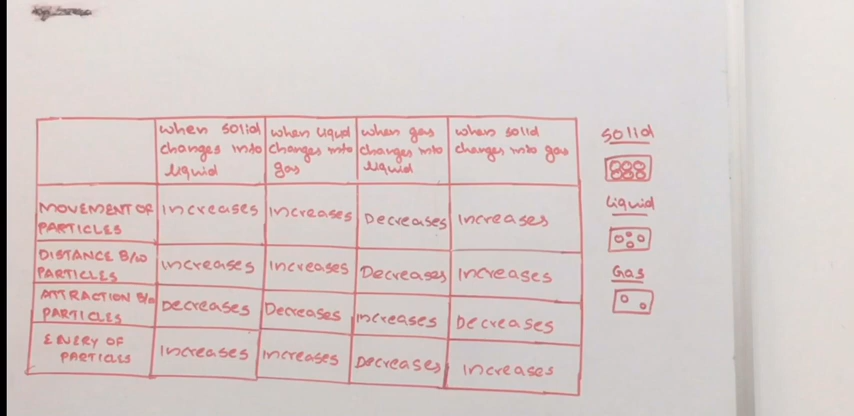 when solid changes into liquid
when liquid changes into gas
when gas changes into liquid
when solid changes into gas
MOVEMENT OF PARTICLES
increases
increases
Decreases
increases
DISTANCE B/W PARTICLES
increases
increases
Decreases
increases
ATTRACTION B/w PARTICLES
Decreases
Decreases
increases
Decreases
ENERY OF PARTICLES
increases
increases
Decreases
increases
Solid
Liquid
Gas